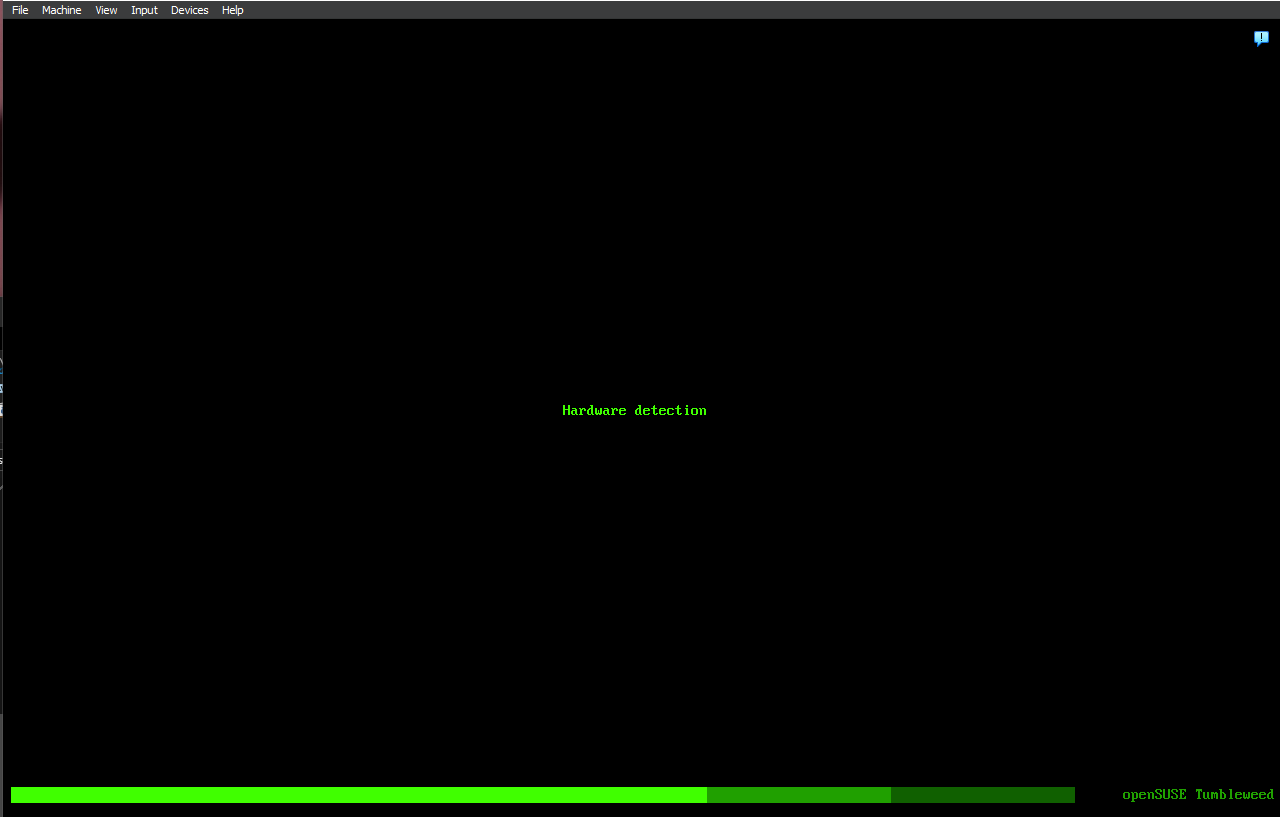 File Machine View Input Devices Help
Hardware detection
openSUSE Tumbleweed